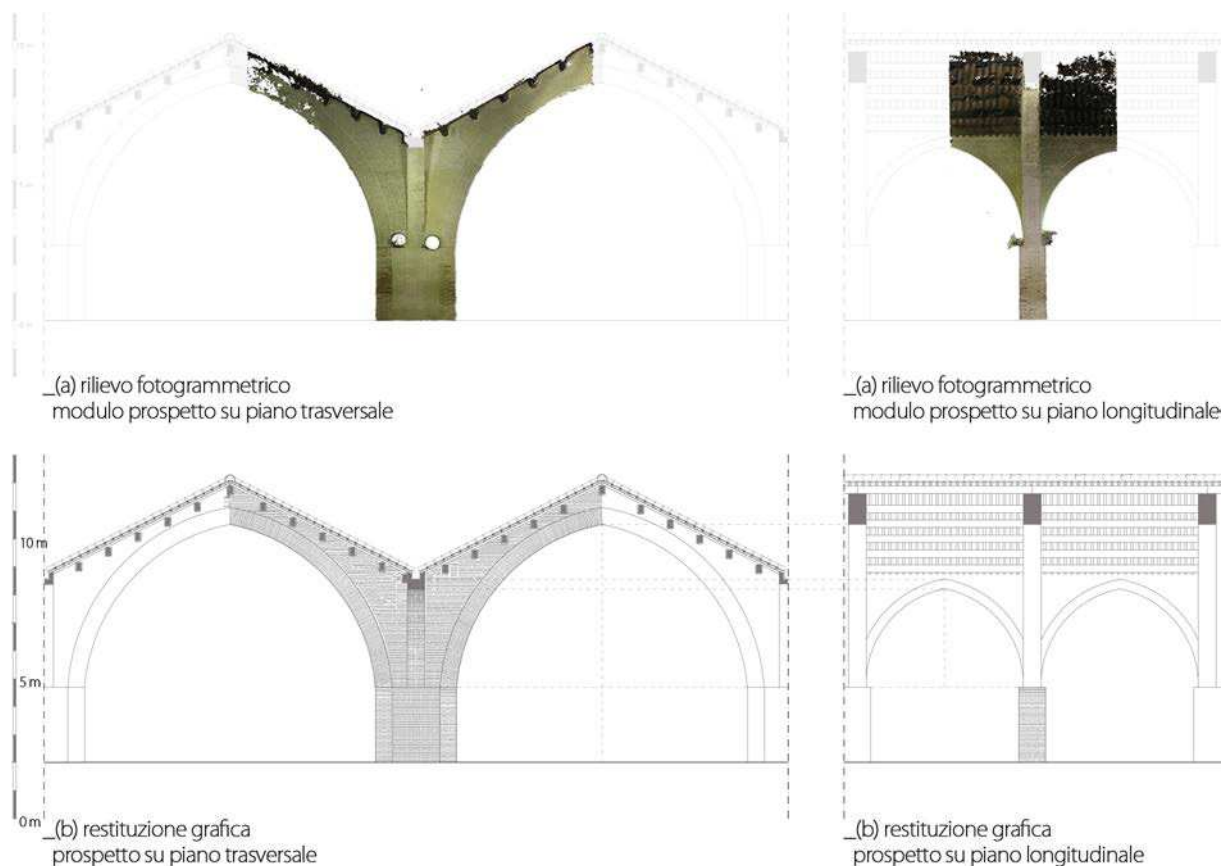 _(a) rilievo fotogrammetrico
modulo prospetto su piano trasversale
_(a) rilievo fotogrammetrico
modulo prospetto su piano longitudinale
10 m
5 m
0 m
_(b) restituzione grafica
prospetto su piano trasversale
_(b) restituzione grafica
prospetto su piano longitudinale